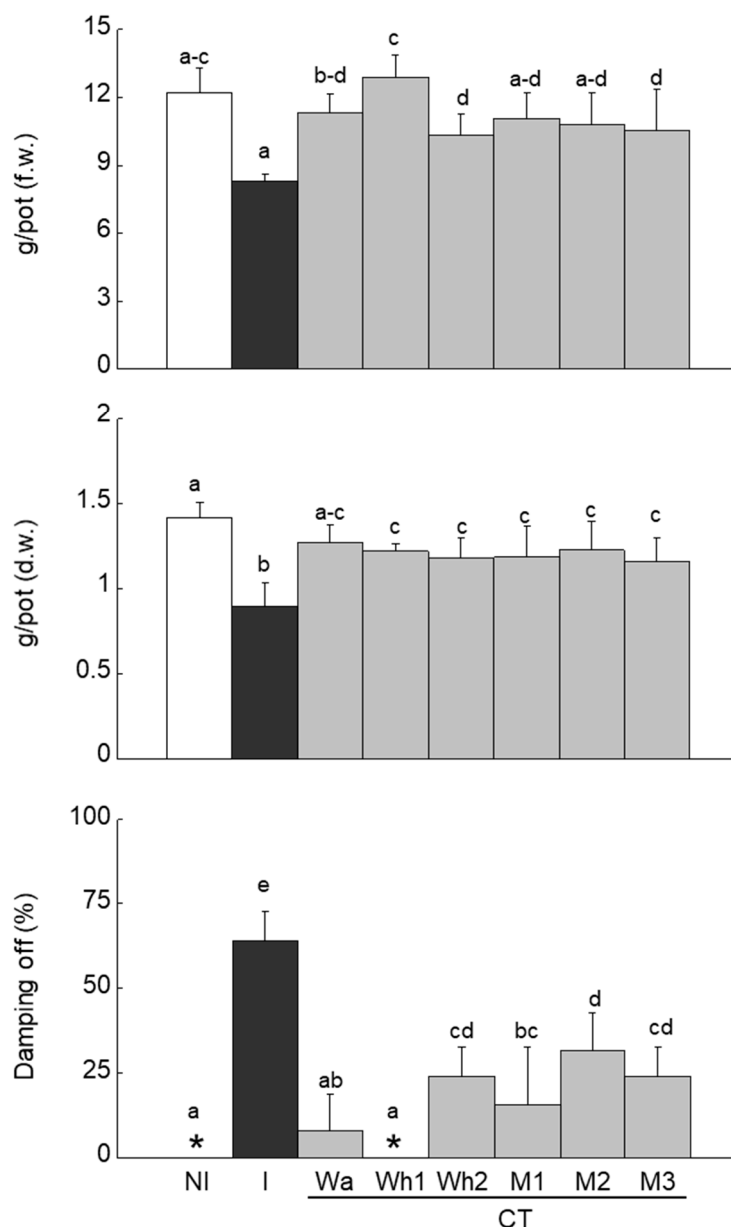 15
12
9
6
3
0
g/pot (f.w.)
a-c
a
b-d
c
d
a-d
a-d
d
2
1.5
1
0.5
0
g/pot (d.w.)
a
b
a-c
c
c
c
c
c
100
75
50
25
0
Damping off (%)
a
*
e
ab
a
*
cd
bc
d
cd
NI I Wa Wh1 Wh2 M1 M2 M3
CT